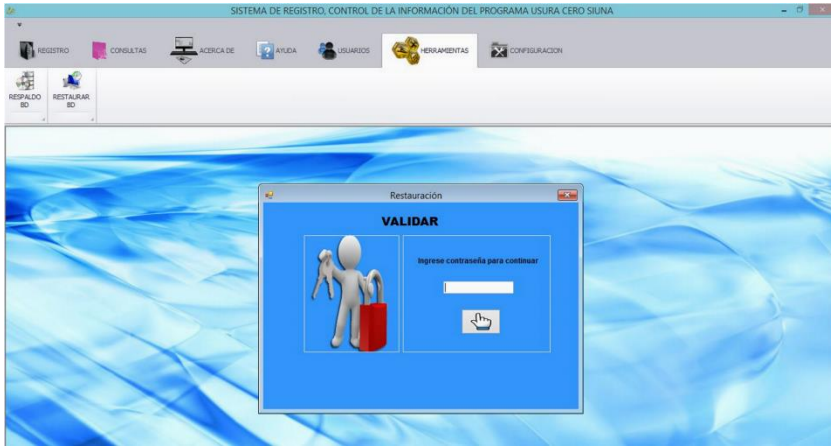 SISTEMA DE REGISTRO, CONTROL DE LA INFORMACIÓN DEL PROGRAMA USURA CERO SIUNA
REGISTRO CONSULTAS ACERCA DE AYUDA USUARIOS HERRAMIENTAS CONFIGURACION
RESPALDO BD
RESTAURAR BD
Restauración
VALIDAR
Ingrese contraseña para continuar